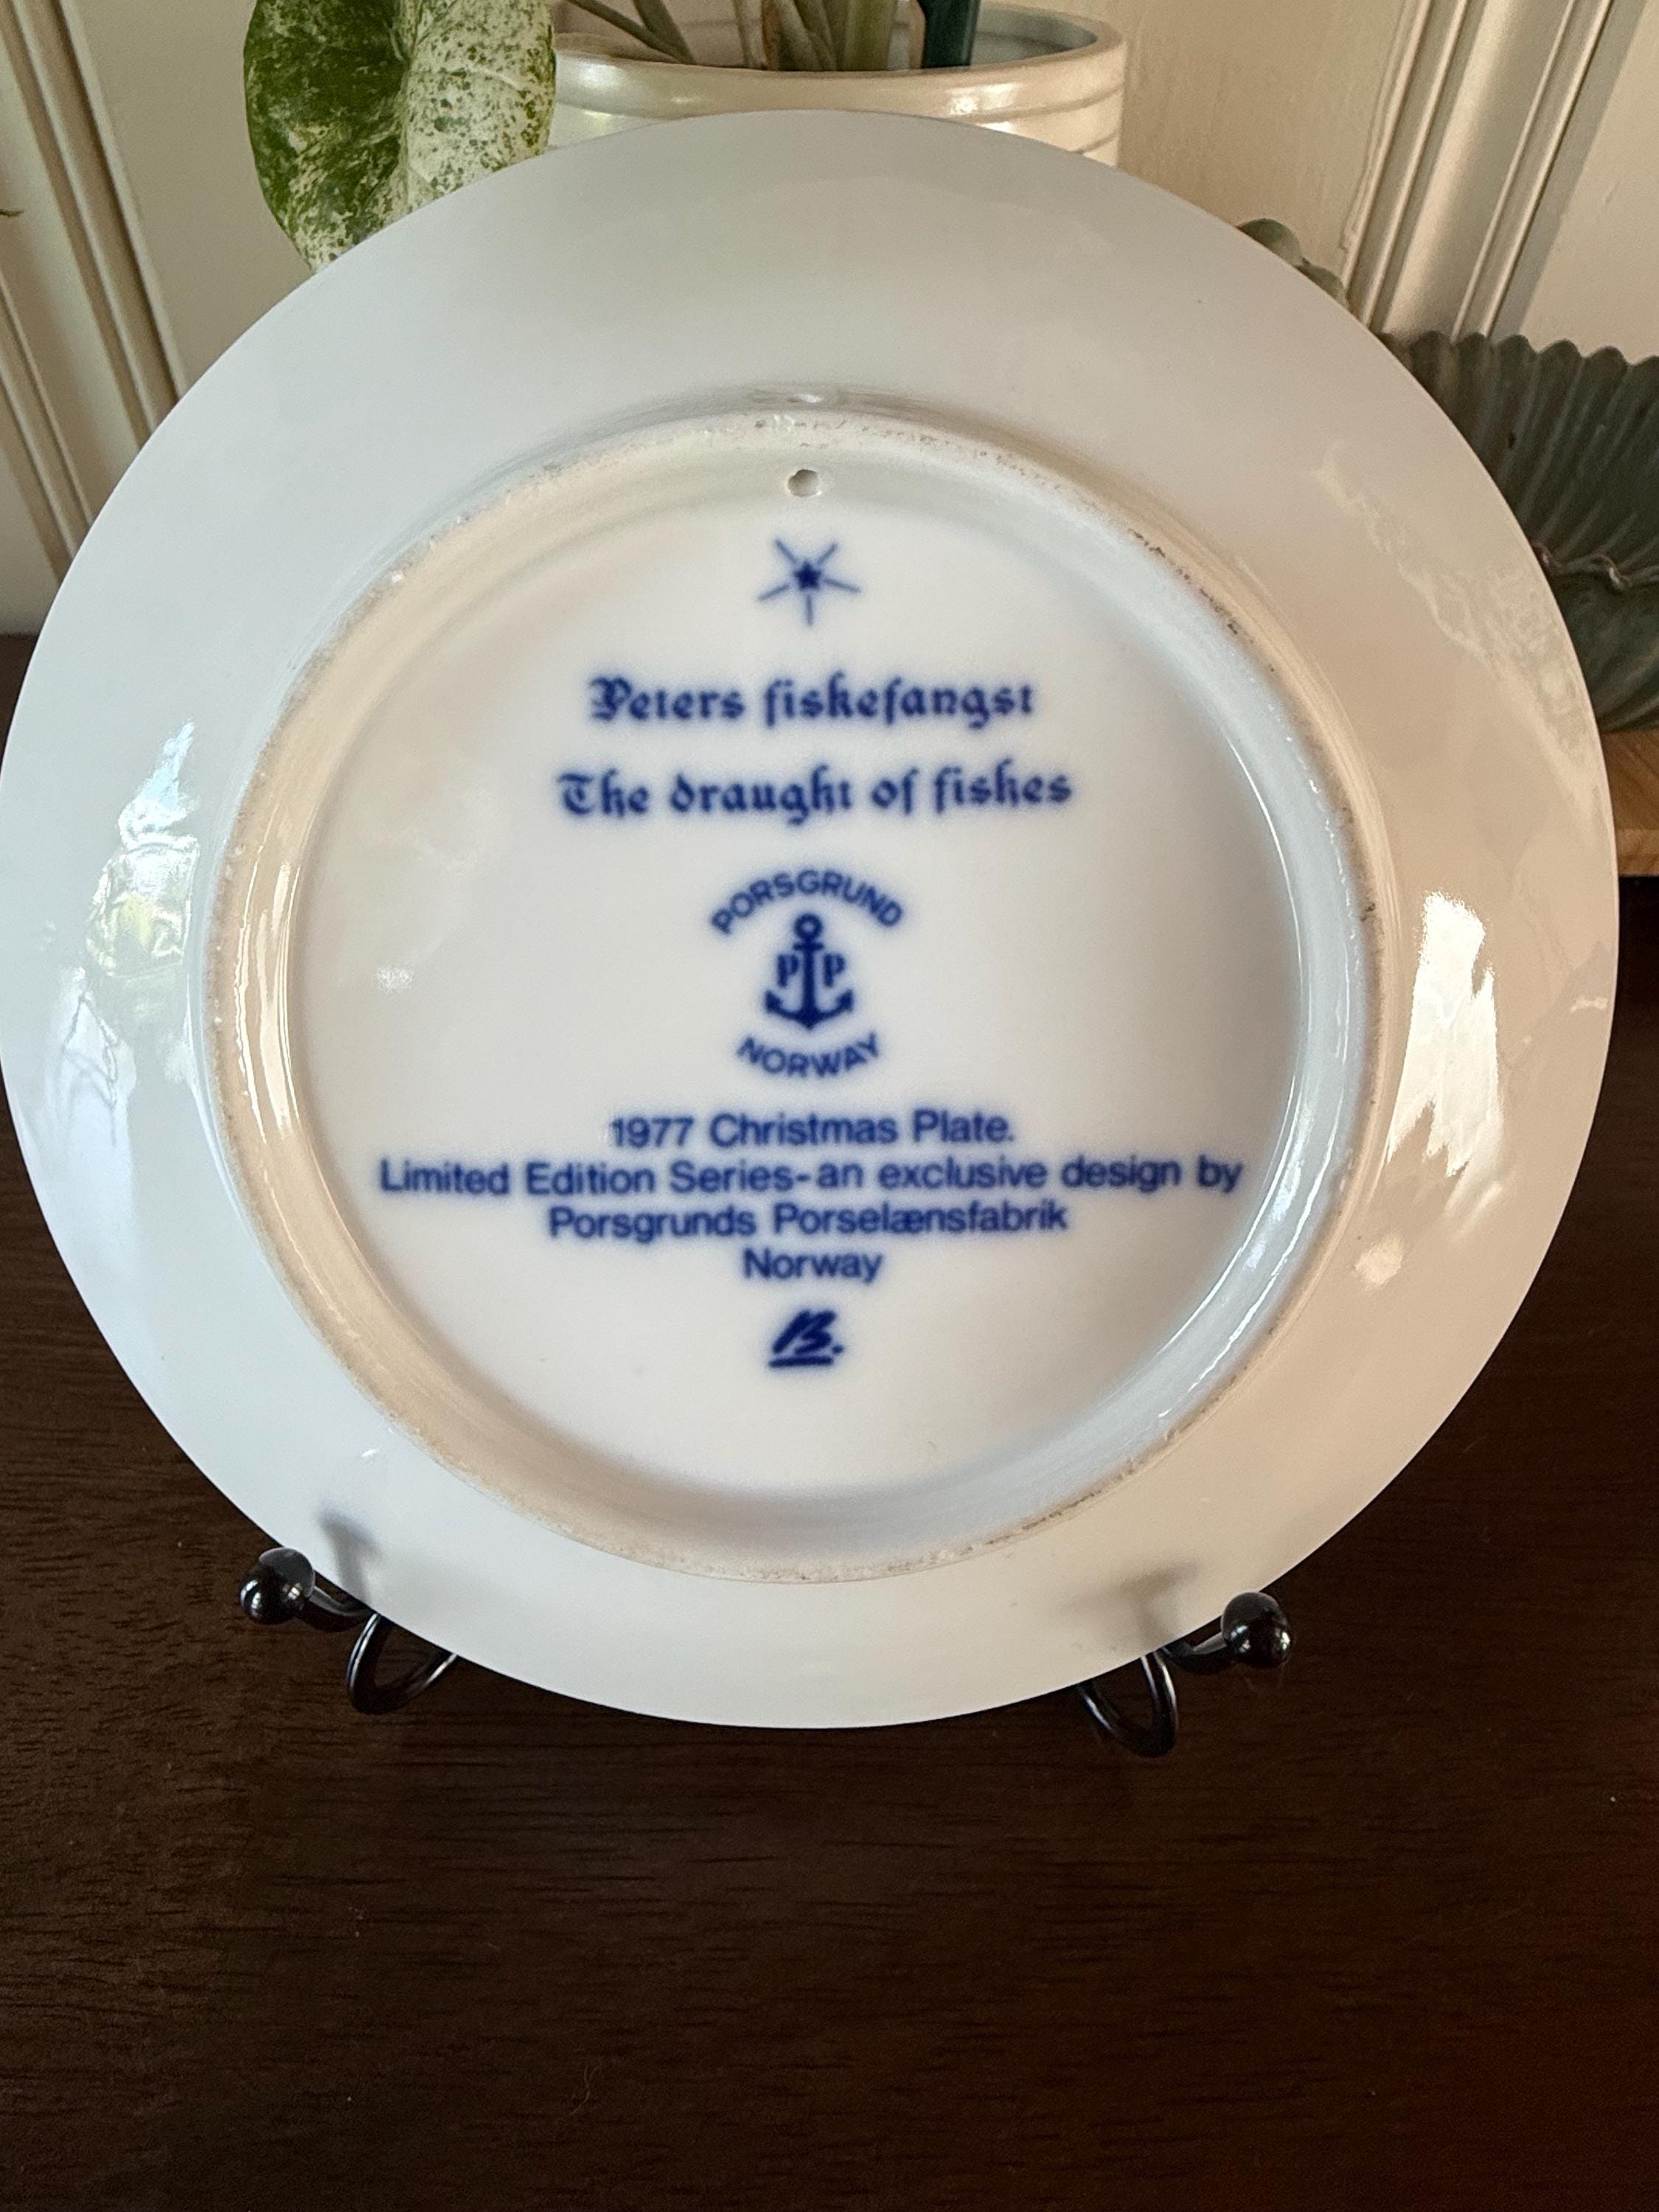 Peters fiskefangst
The draught of fishes
PORSGRUND
P P
NORWAY
1977 Christmas Plate.
Limited Edition Series-an exclusive design by
Porsgrunds Porselænsfabrik
Norway
B.